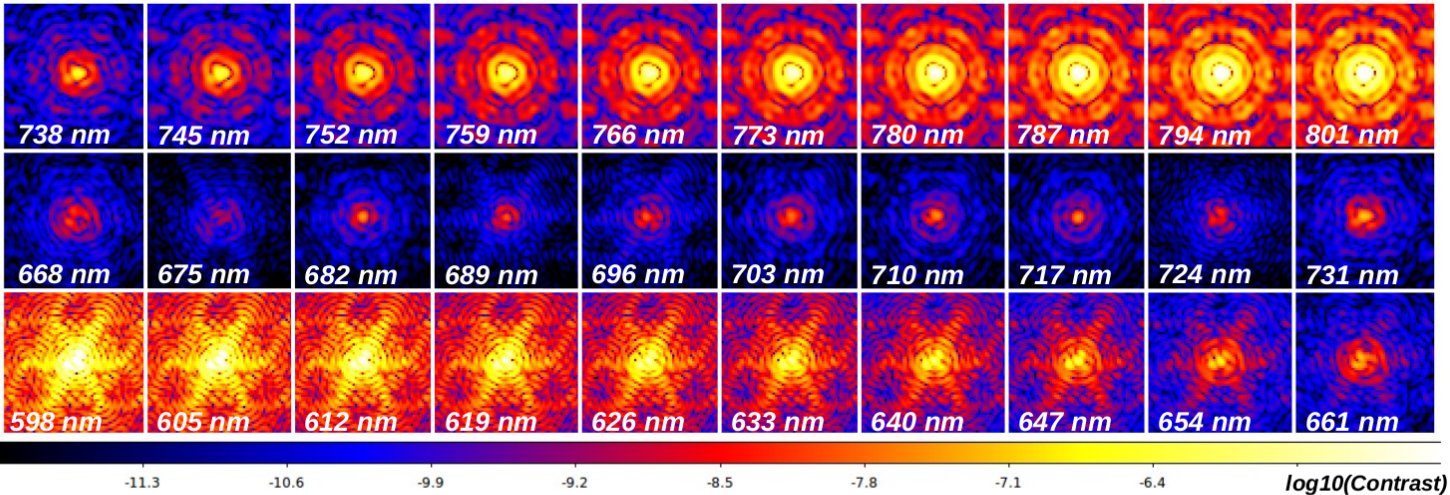 738 nm 745 nm 752 nm 759 nm 766 nm 773 nm 780 nm 787 nm 794 nm 801 nm
668 nm 675 nm 682 nm 689 nm 696 nm 703 nm 710 nm 717 nm 724 nm 731 nm
598 nm 605 nm 612 nm 619 nm 626 nm 633 nm 640 nm 647 nm 654 nm 661 nm
-11.3 -10.6 -9.9 -9.2 -8.5 -7.8 -7.1 -6.4 log10(Contrast)